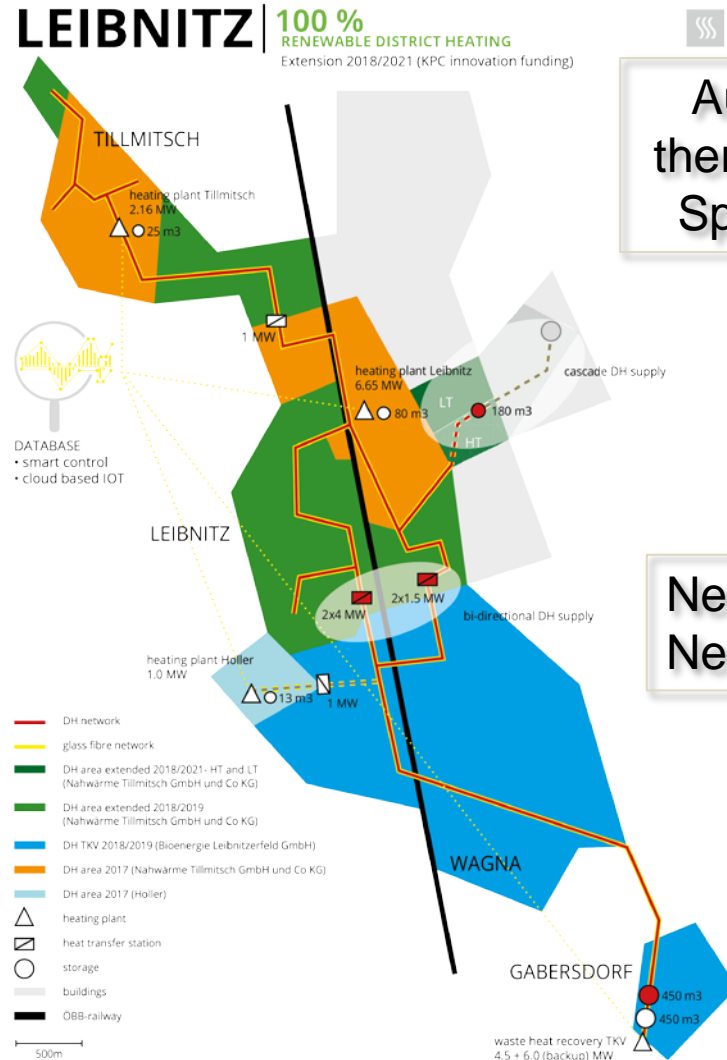 LEIBNITZ
100 %
RENEWABLE DISTRICT HEATING
Extension 2018/2021 (KPC innovation funding)
TILLMITSCH
heating plant Tillmitsch
2.16 MW
25 m3
1 MW
heating plant Leibnitz
6.65 MW
80 m3
LT
HT
180 m3
cascade DH supply
DATABASE
• smart control
• cloud based IOT
LEIBNITZ
2x4 MW
2x1.5 MW
bi-directional DH supply
heating plant Holler
1.0 MW
13 m3
1 MW
DH network
glass fibre network
DH area extended 2018/2021- HT and LT
(Nahwärme Tillmitsch GmbH und Co KG)
DH area extended 2018/2019
(Nahwärme Tillmitsch GmbH und Co KG)
DH TKV 2018/2019 (Bioenergie Leibnitzerfeld GmbH)
DH area 2017 (Nahwärme Tillmitsch GmbH und Co KG)
DH area 2017 (Holler)
heating plant
heat transfer station
storage
buildings
ÖBB-railway
500m
WAGNA
GABERSDORF
450 m3
450 m3
waste heat recovery TKV
4.5 + 6.0 (backup) MW